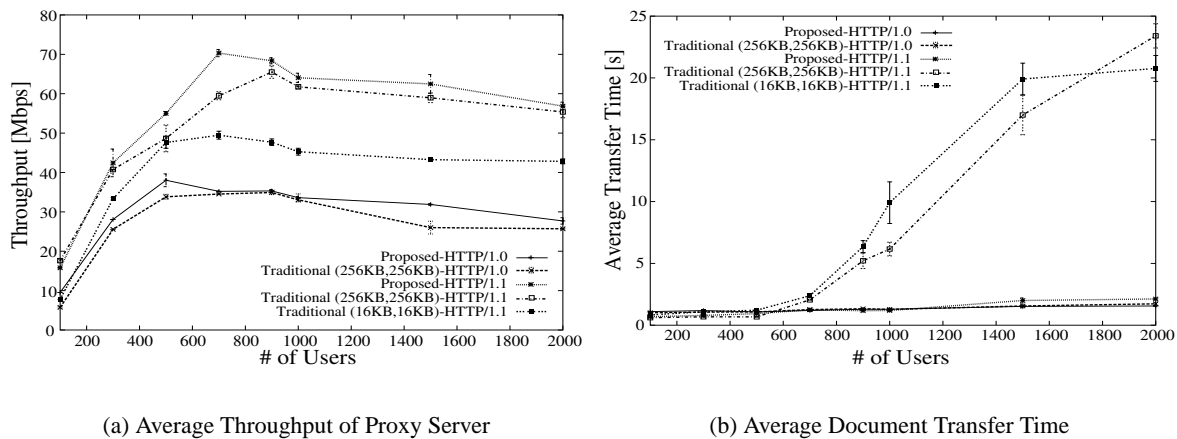 80
70
60
50
40
30
20
10
0
Throughput [Mbps]
Proposed-HTTP/1.0
Traditional (256KB,256KB)-HTTP/1.0
Proposed-HTTP/1.1
Traditional (256KB,256KB)-HTTP/1.1
Traditional (16KB,16KB)-HTTP/1.1
200 400 600 800 1000 1200 1400 1600 1800 2000
# of Users
(a) Average Throughput of Proxy Server
25
20
15
10
5
0
Average Transfer Time [s]
Proposed-HTTP/1.0
Traditional (256KB,256KB)-HTTP/1.0
Proposed-HTTP/1.1
Traditional (256KB,256KB)-HTTP/1.1
Traditional (16KB,16KB)-HTTP/1.1
200 400 600 800 1000 1200 1400 1600 1800 2000
# of Users
(b) Average Document Transfer Time